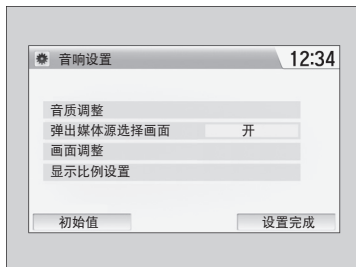 音响设置
12:34
音质调整
弹出媒体源选择画面 开
画面调整
显示比例设置
初始值 设置完成